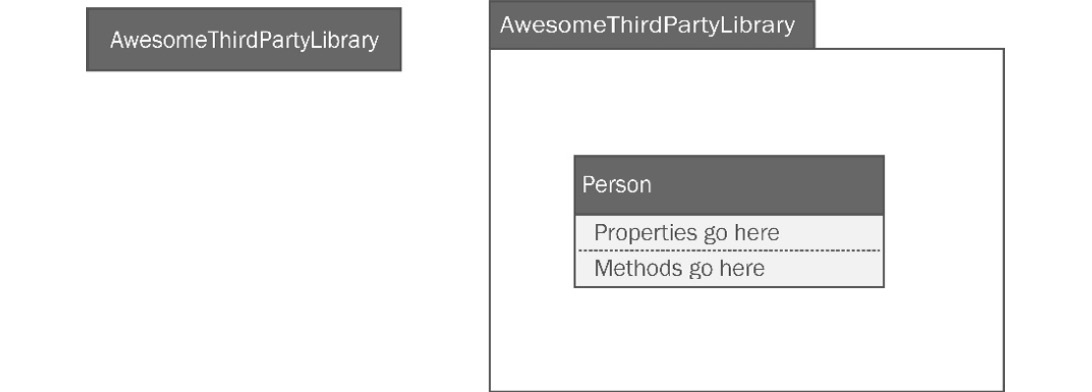 AwesomeThirdPartyLibrary
AwesomeThirdPartyLibrary
Person
Properties go here
Methods go here